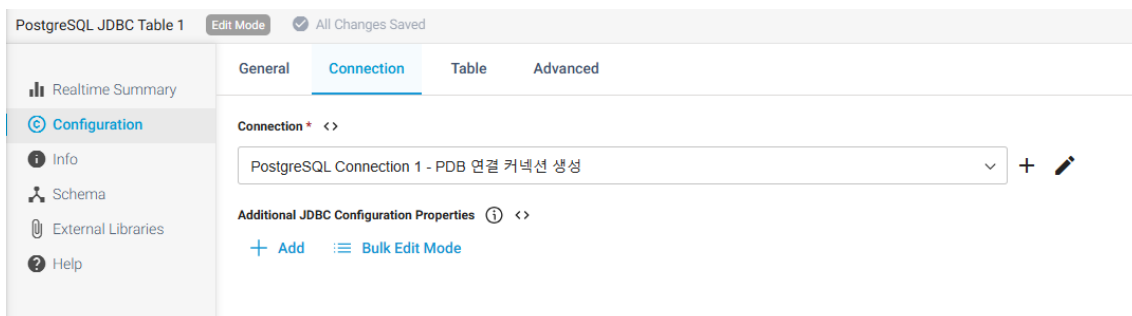 PostgreSQL JDBC Table 1 Edit Mode All Changes Saved
General Connection Table Advanced
Realtime Summary
Configuration
Info
Schema
External Libraries
Help
Connection * <>
PostgreSQL Connection 1 - PDB 연결 커넥션 생성
Additional JDBC Configuration Properties <>
Add Bulk Edit Mode